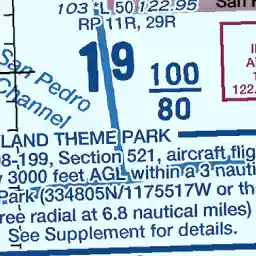 103 *L 50 122.95
RP 11R, 29R
San Pedro
Channel
19
100
80
122.
LAND THEME PARK
8-199, Section 521, aircraft flig
3000 feet AGL within a 3 nauti
Park (334805N/1175517W or th
ree radial at 6.8 nautical miles)
See Supplement for details.